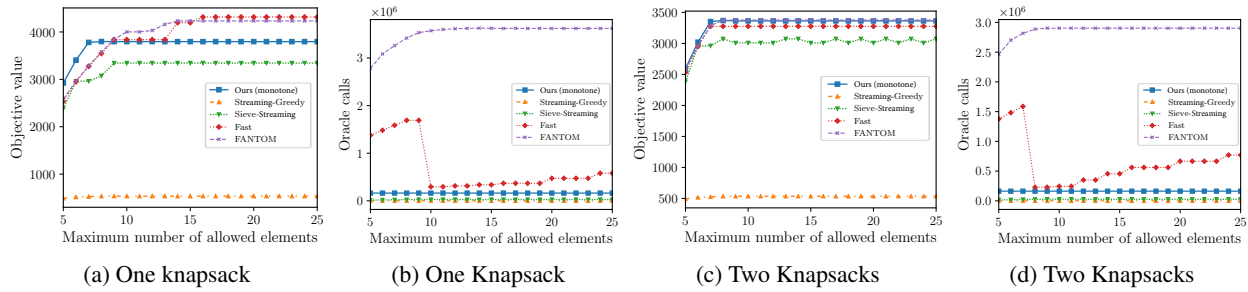 4000
3000
2000
1000
5
10
15
20
25
Objective value
Maximum number of allowed elements
Ours (monotone)
Streaming-Greedy
Sieve-Streaming
Fast
FANTOM
(a) One knapsack
×10⁶
3
2
1
0
5
10
15
20
25
Oracle calls
Maximum number of allowed elements
Ours (monotone)
Streaming-Greedy
Sieve-Streaming
Fast
FANTOM
(b) One Knapsack
3500
3000
2500
2000
1500
1000
500
5
10
15
20
25
Objective value
Maximum number of allowed elements
Ours (monotone)
Streaming-Greedy
Sieve-Streaming
Fast
FANTOM
(c) Two Knapsacks
×10⁶
3.0
2.5
2.0
1.5
1.0
0.5
0.0
5
10
15
20
25
Oracle calls
Maximum number of allowed elements
Ours (monotone)
Streaming-Greedy
Sieve-Streaming
Fast
FANTOM
(d) Two Knapsacks